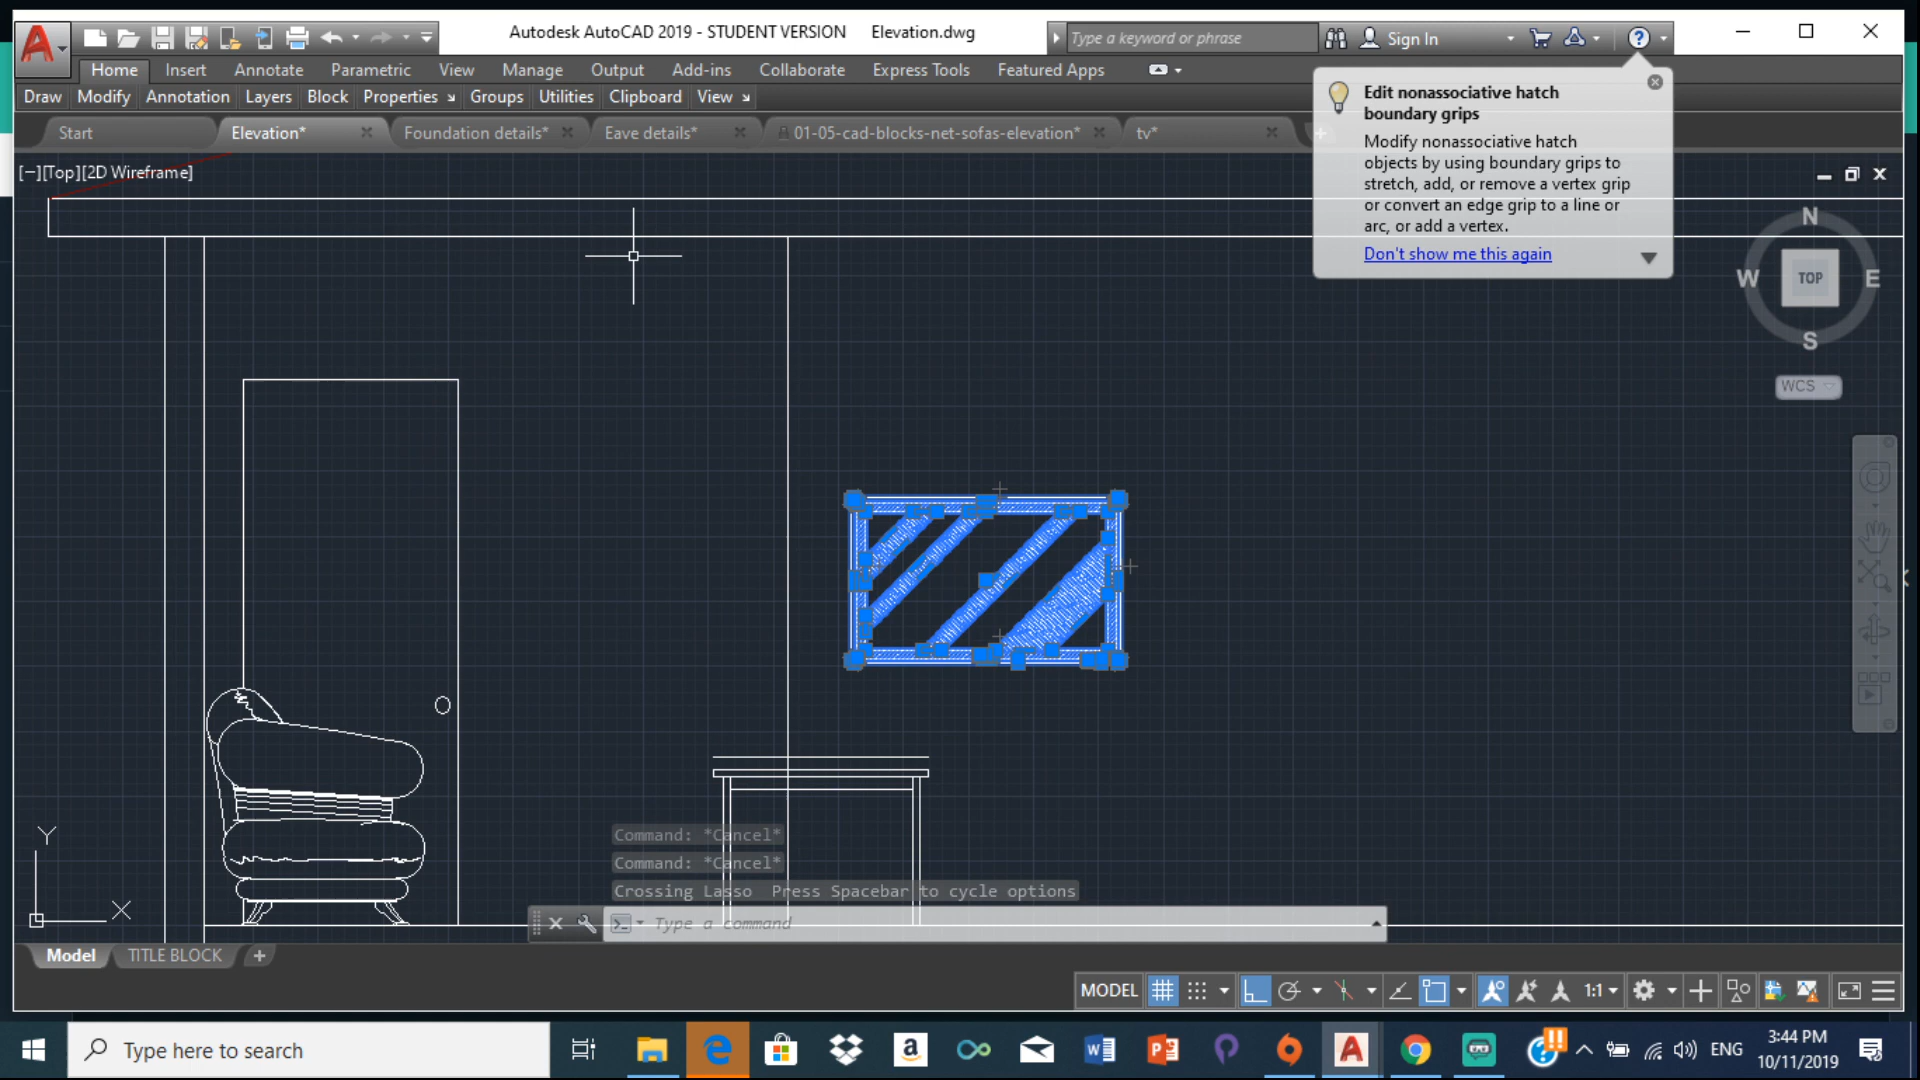 Autodesk AutoCAD 2019 - STUDENT VERSION Elevation.dwg
Type a keyword or phrase
Sign In
Home Insert Annotate Parametric View Manage Output Add-ins Collaborate Express Tools Featured Apps
Draw Modify Annotation Layers Block Properties Groups Utilities Clipboard View
Start Elevation* Foundation details* Eave details* 01-05-cad-blocks-net-sofas-elevation* tv*
Edit nonassociative hatch
boundary grips
Modify nonassociative hatch
objects by using boundary grips to
stretch, add, or remove a vertex grip
or convert an edge grip to a line or
arc, or add a vertex.
Don't show me this again
[−][Top][2D Wireframe]
N
W TOP E
S
WCS
Y
X
Command: *Cancel*
Command: *Cancel*
Crossing Lasso Press Spacebar to cycle options
Type a command
Model TITLE BLOCK +
MODEL 1:1
Type here to search
ENG
3:44 PM
10/11/2019